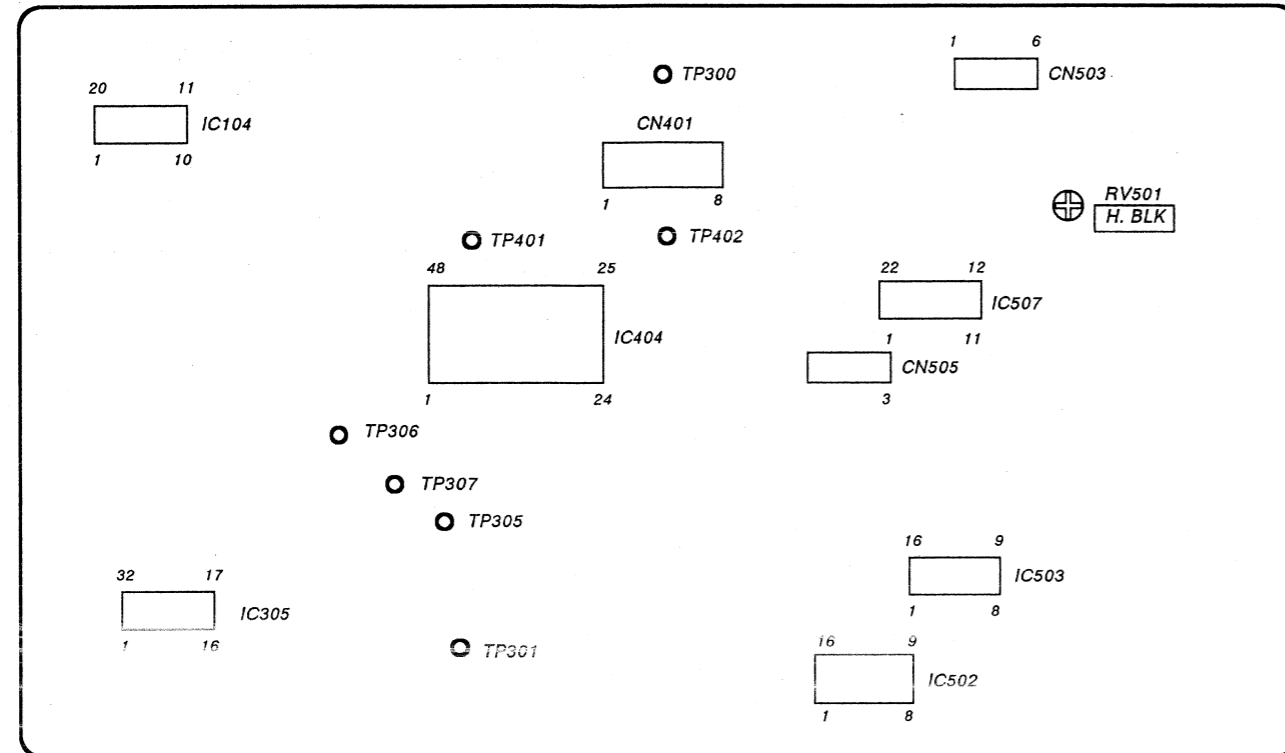 1 6
TP300
CN503
20 11
IC104
CN401
1 10
1 8
RV501
H. BLK
TP401
TP402
48 25
22 12
IC507
IC404
1 11
CN505
1 24
3
TP306
TP307
TP305
16 9
IC503
32 17
IC305
1 8
1 16
TP301
16 9
IC502
1 8